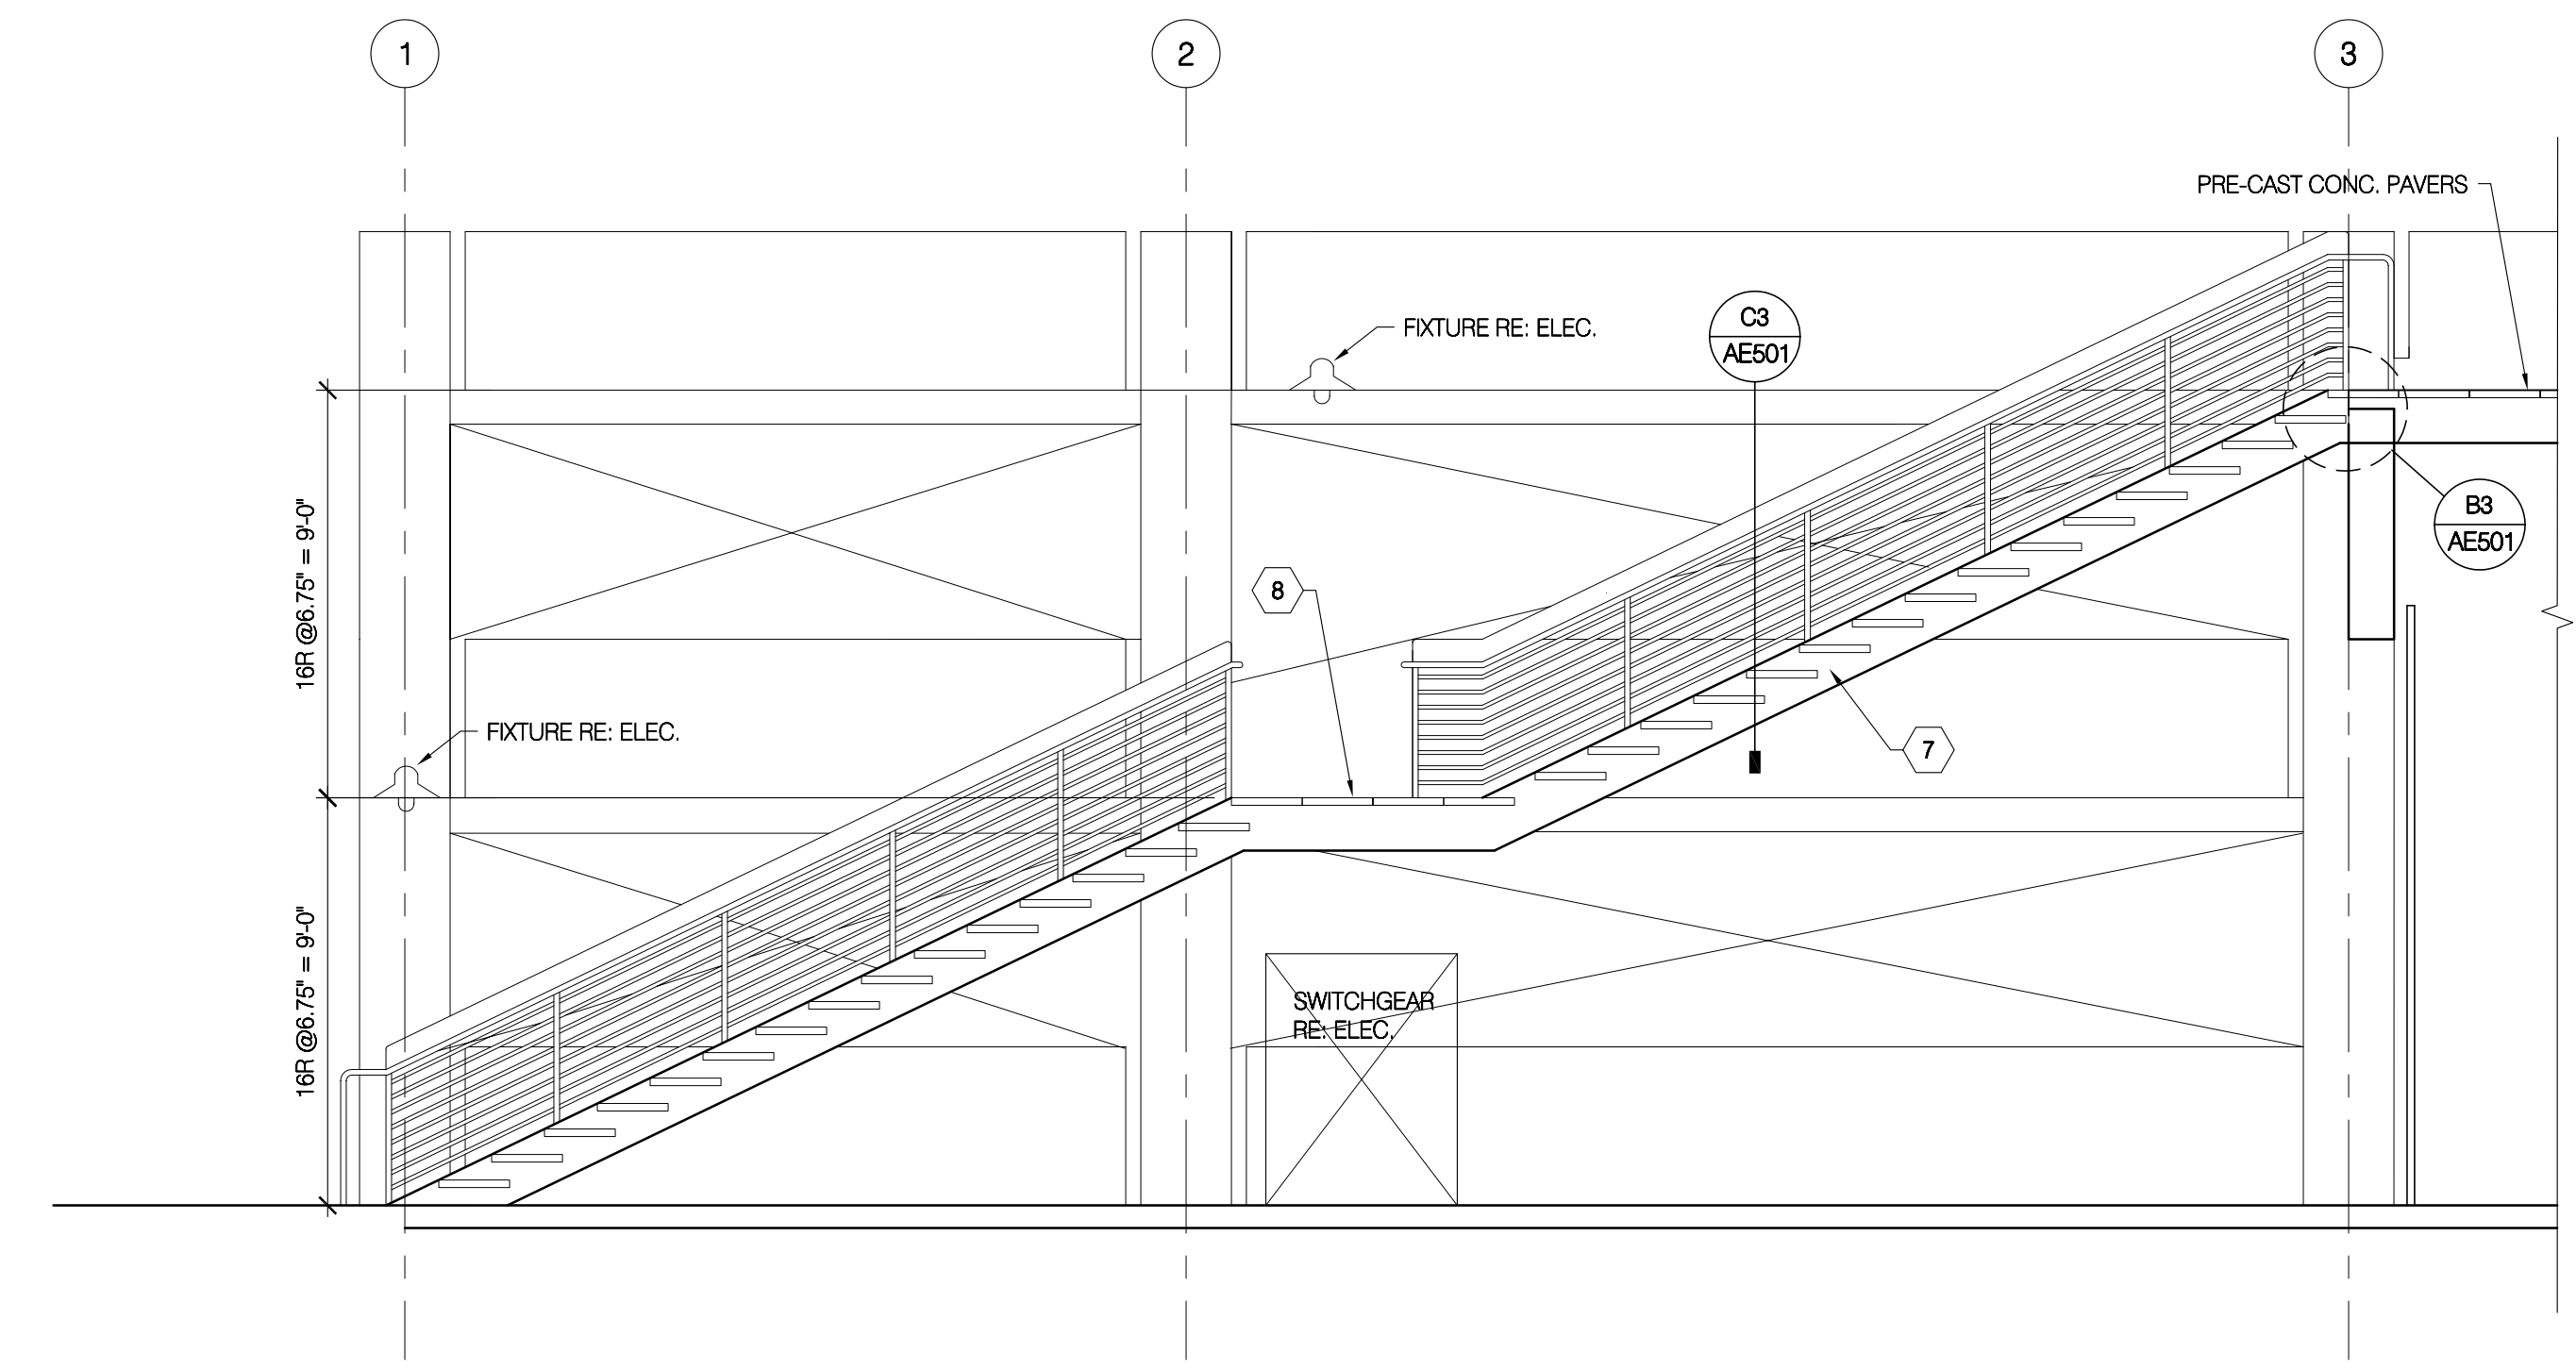 1
2
3
PRE-CAST CONC. PAVERS
FIXTURE RE: ELEC.
C3
AE501
B3
AE501
16R @6.75" = 9'-0"
8
FIXTURE RE: ELEC.
7
16R @6.75" = 9'-0"
SWITCHGEAR
RE: ELEC.